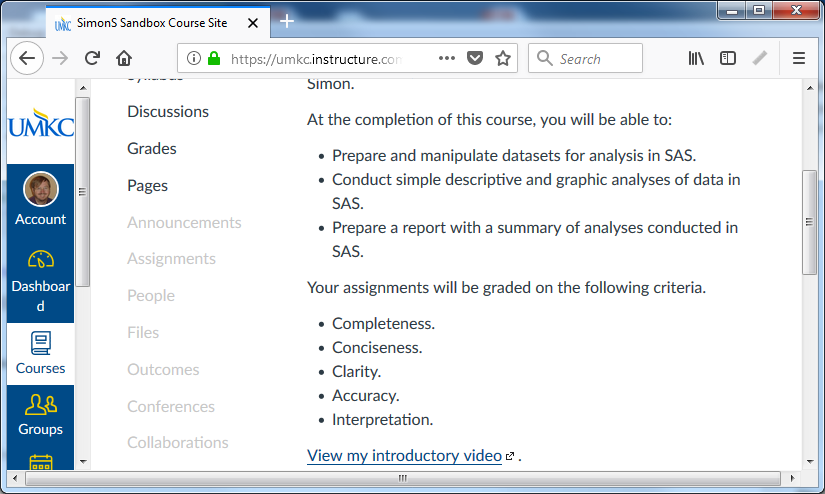 UMKC SimonS Sandbox Course Site
https://umkc.instructure.com
Search
UMKC
Account
Dashboar
d
Courses
Groups
Syllabus
Discussions
Grades
Pages
Announcements
Assignments
People
Files
Outcomes
Conferences
Collaborations
Simon.
At the completion of this course, you will be able to:
• Prepare and manipulate datasets for analysis in SAS.
• Conduct simple descriptive and graphic analyses of data in
SAS.
• Prepare a report with a summary of analyses conducted in
SAS.
Your assignments will be graded on the following criteria.
• Completeness.
• Conciseness.
• Clarity.
• Accuracy.
• Interpretation.
View my introductory video .